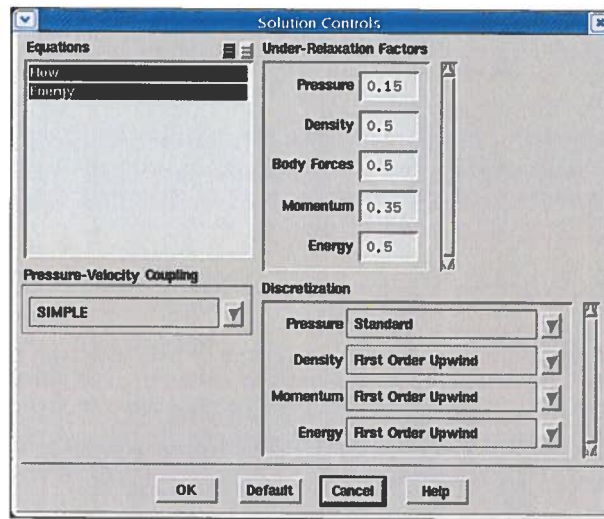 Solution Controls
Equations
Flow
Energy
Pressure-Velocity Coupling
SIMPLE
Under-Relaxation Factors
Pressure 0.15
Density 0.5
Body Forces 0.5
Momentum 0.35
Energy 0.5
Discretization
Pressure Standard
Density First Order Upwind
Momentum First Order Upwind
Energy First Order Upwind
OK Default Cancel Help